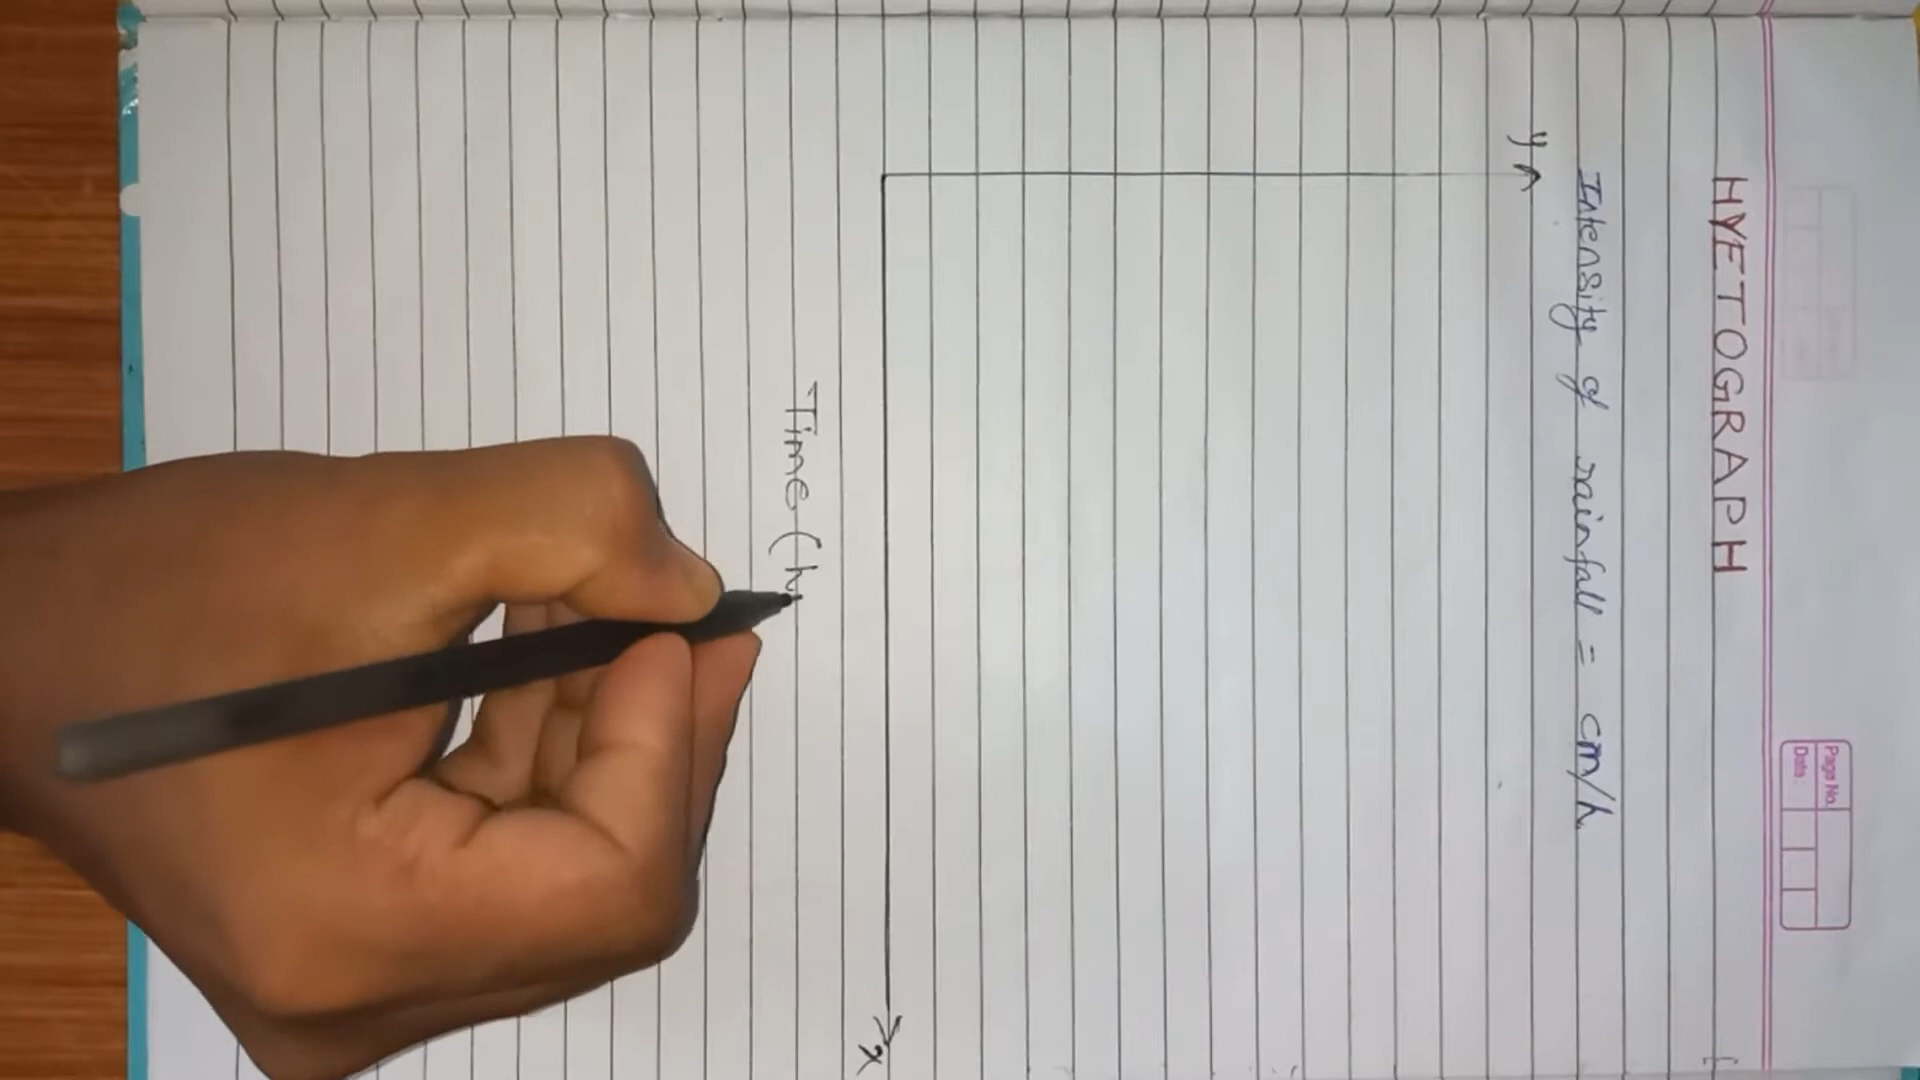 Page No.
Date:
HYETOGRAPH
Intensity of rainfall = cm/h.
y
x
Time (h